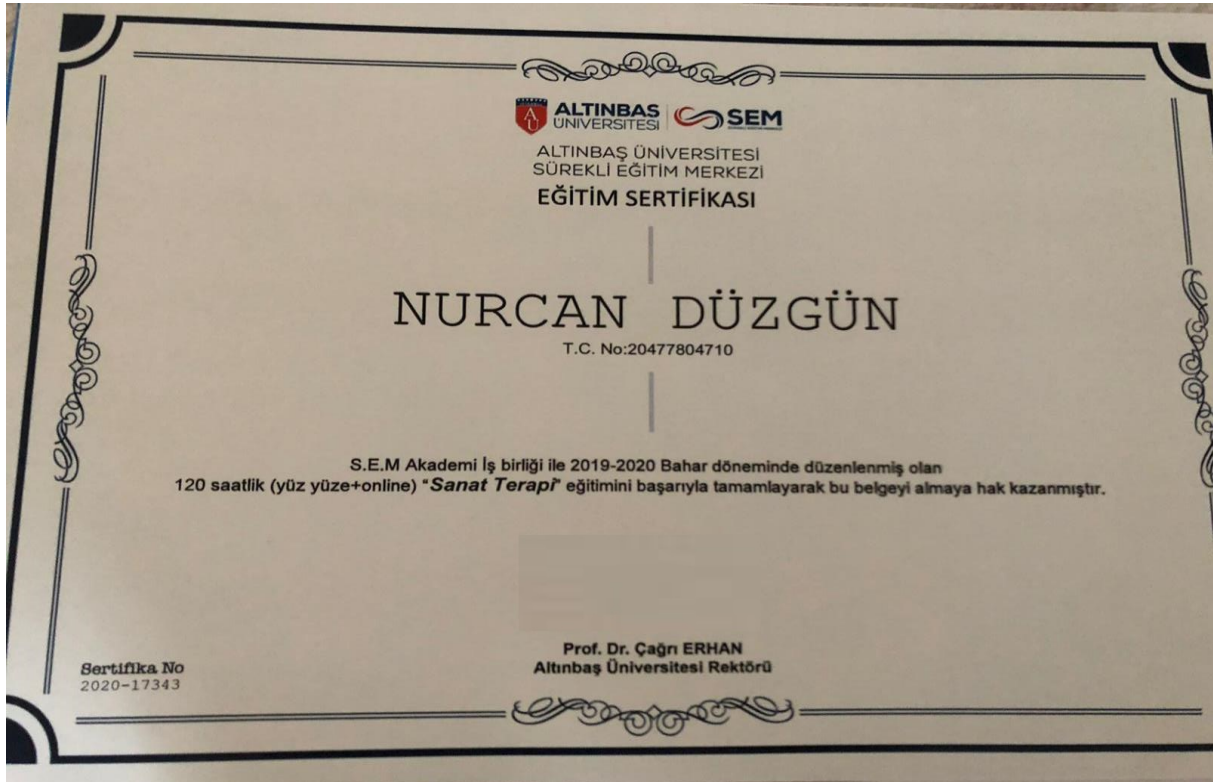 ALTINBAŞ
ÜNİVERSİTESİ
SEM
ALTINBAŞ ÜNİVERSİTESİ
SÜREKLİ EĞİTİM MERKEZİ
EĞİTİM SERTİFİKASI
NURCAN DÜZGÜN
T.C. No:20477804710
S.E.M Akademi İş birliği ile 2019-2020 Bahar döneminde düzenlenmiş olan
120 saatlik (yüz yüze+online) "Sanat Terapi" eğitimini başarıyla tamamlayarak bu belgeyi almaya hak kazanmıştır.
Prof. Dr. Çağrı ERHAN
Altınbaş Üniversitesi Rektörü
Sertifika No
2020-17343